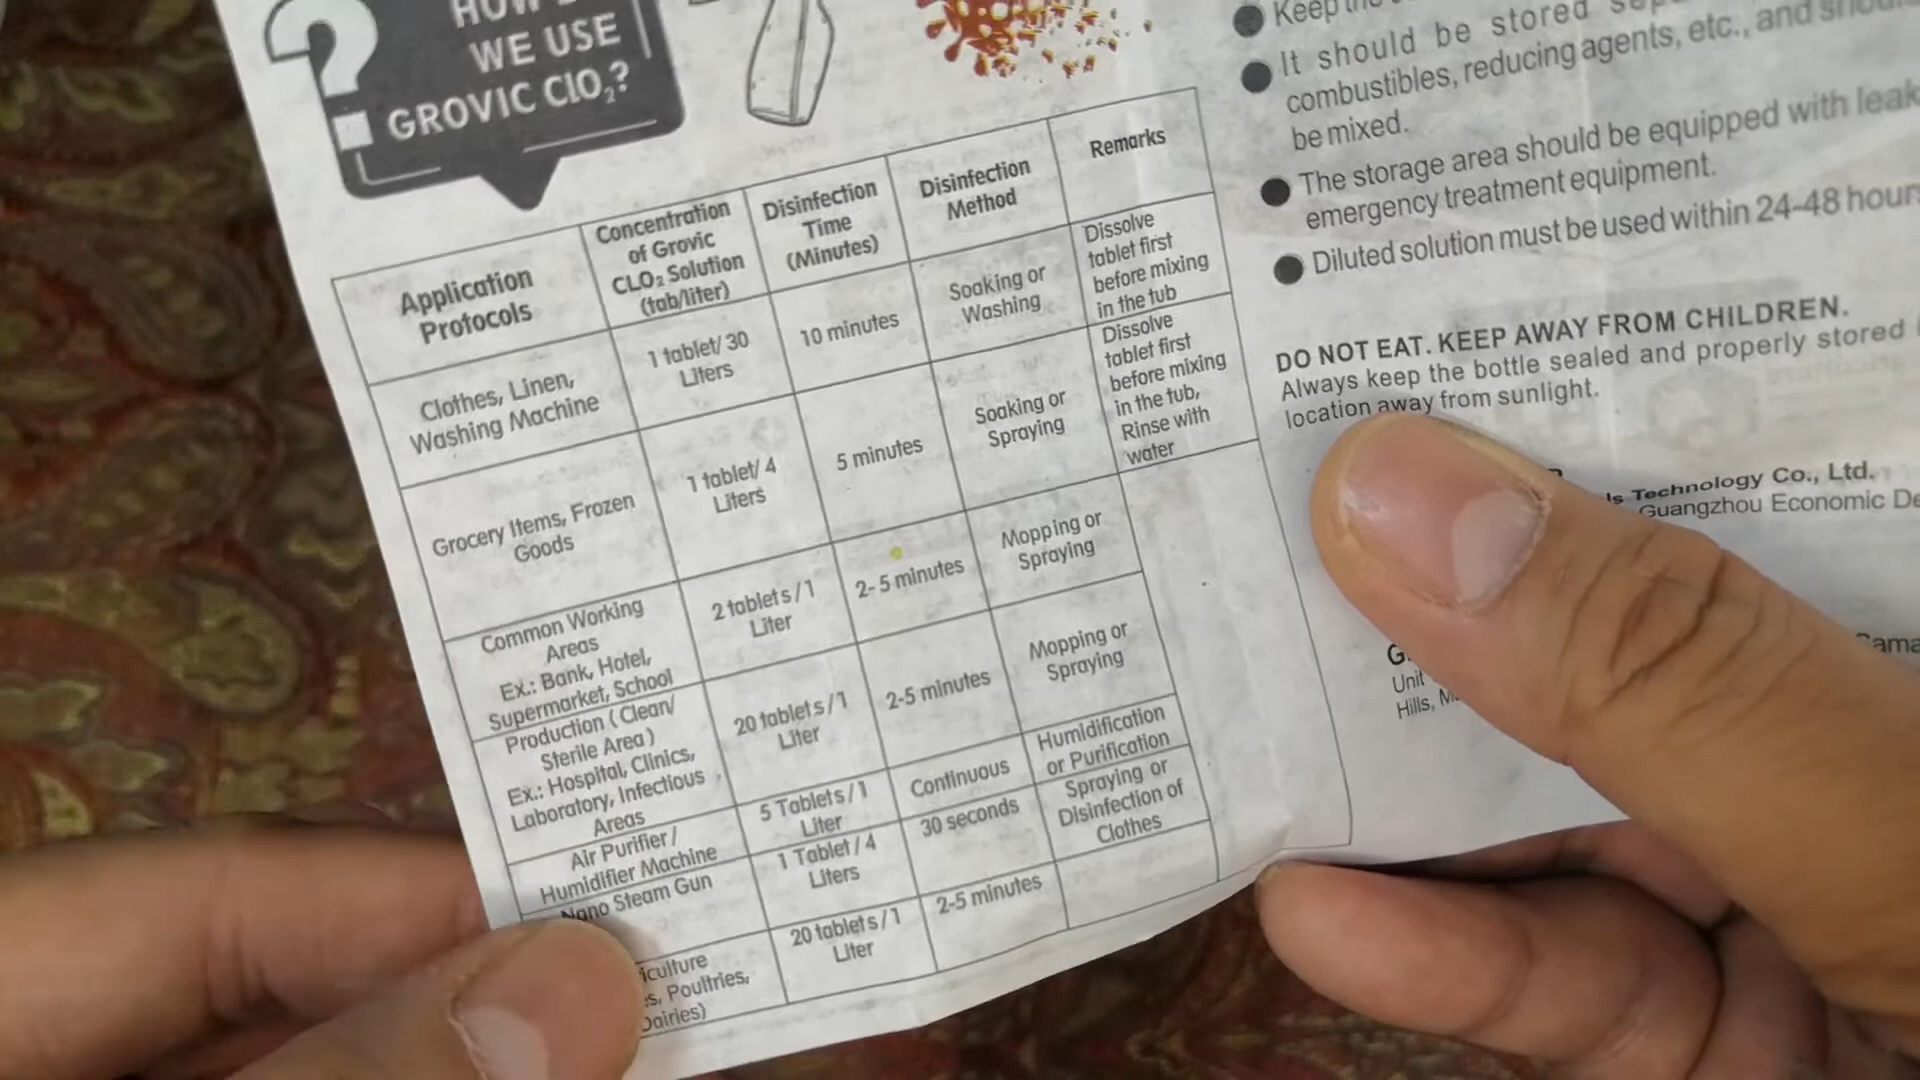 HOW
WE USE
GROVIC ClO2?
Application
Protocols
Concentration
of Grovic
CLO2 Solution
(tab/liter)
Disinfection
Time
(Minutes)
Disinfection
Method
Remarks
Clothes, Linen,
Washing Machine
1 tablet/ 30
Liters
10 minutes
Soaking or
Washing
Dissolve
tablet first
before mixing
in the tub
Grocery Items, Frozen
Goods
1 tablet/ 4
Liters
5 minutes
Soaking or
Spraying
Dissolve
tablet first
before mixing
in the tub,
Rinse with
water
Common Working
Areas
Ex.: Bank, Hotel,
Supermarket, School
2 tablets/1
Liter
2-5 minutes
Mopping or
Spraying
Production (Clean/
Sterile Area)
Ex.: Hospital, Clinics,
Laboratory, Infectious
Areas
20 tablets/1
Liter
2-5 minutes
Mopping or
Spraying
Air Purifier/
Humidifier Machine
5 Tablets/1
Liter
Continuous
Humidification
or Purification
Nano Steam Gun
1 Tablet/4
Liters
30 seconds
Spraying or
Disinfection of
Clothes
Poultries,
Dairies)
20 tablets/1
Liter
2-5 minutes
Keep the
It should be stored
combustibles, reducing agents, etc., and
be mixed.
The storage area should be equipped with
emergency treatment equipment.
Diluted solution must be used within 24-48
DO NOT EAT. KEEP AWAY FROM CHILDREN.
Always keep the bottle sealed and properly stored
location away from sunlight.
Technology Co., Ltd.
Guangzhou Economic
Unit
Hills,